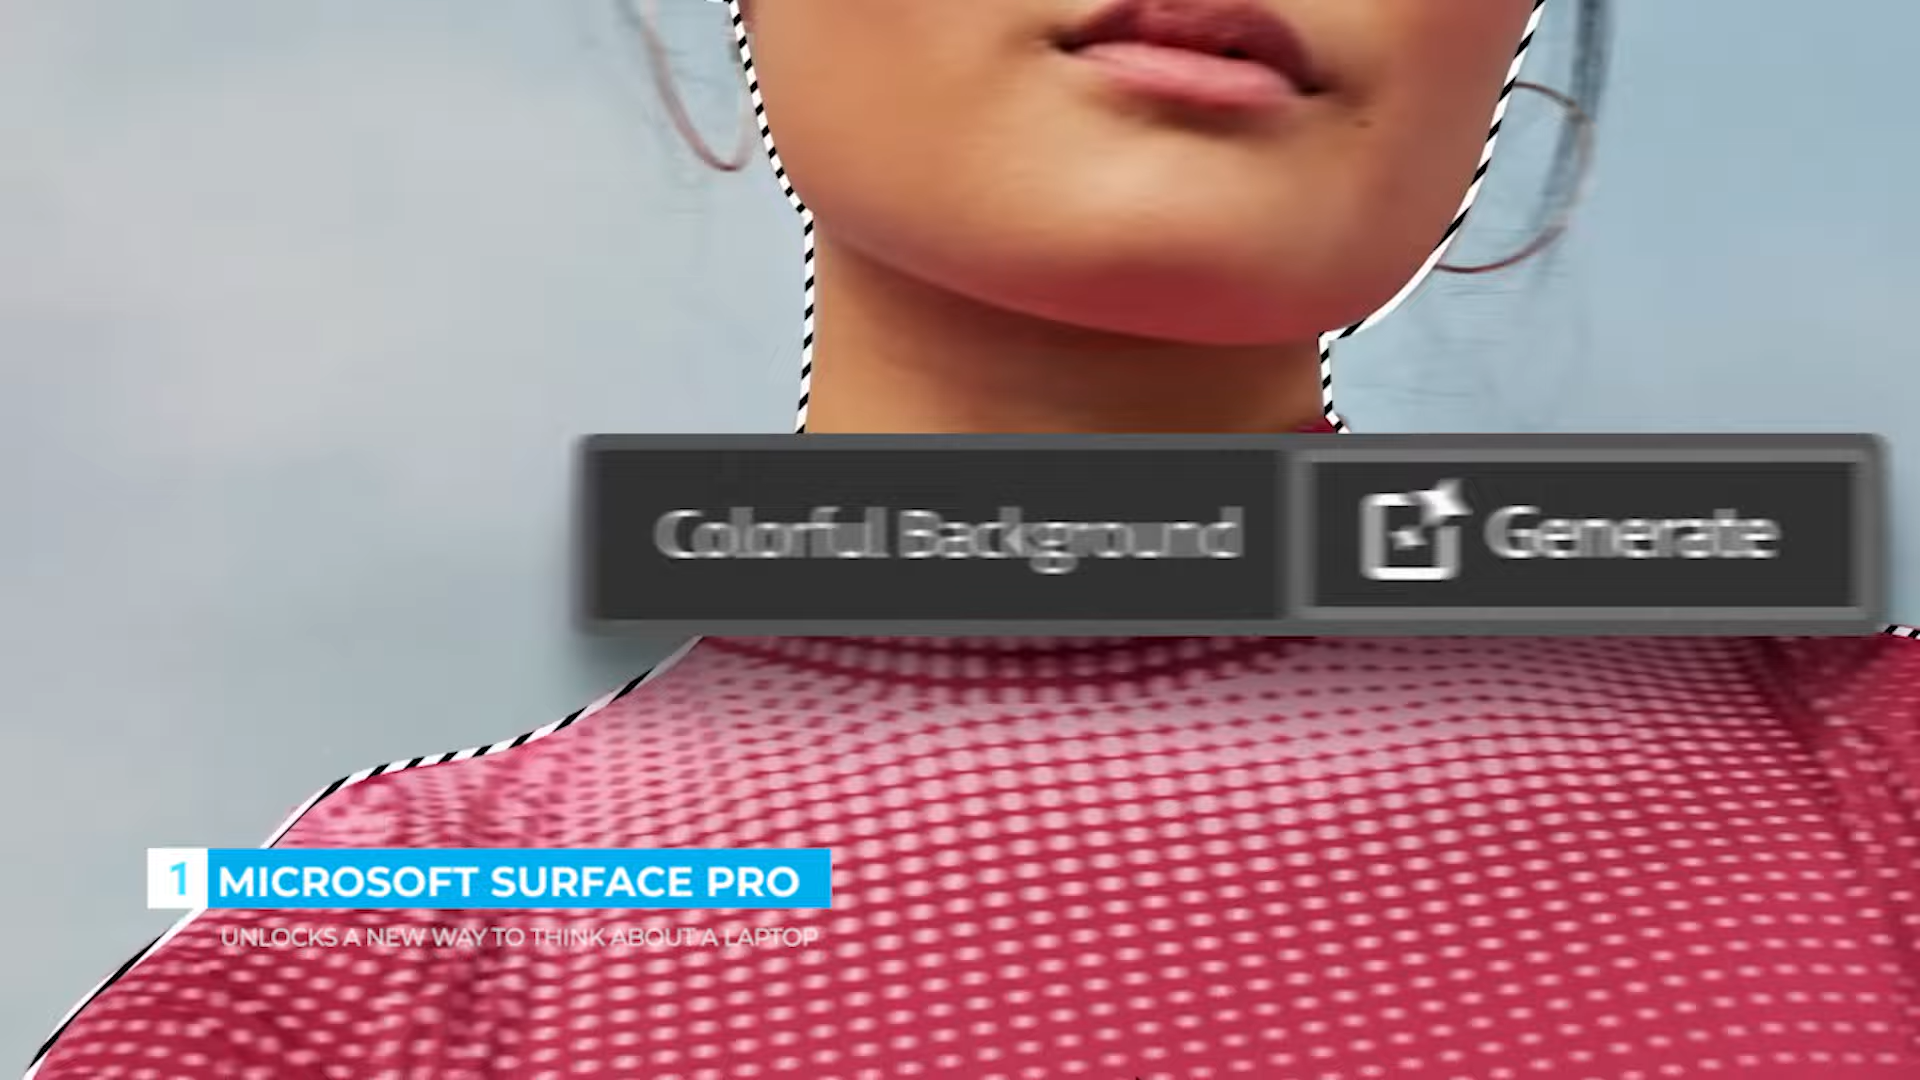 Colorful Background
Generate
1 MICROSOFT SURFACE PRO
UNLOCKS A NEW WAY TO THINK ABOUT A LAPTOP